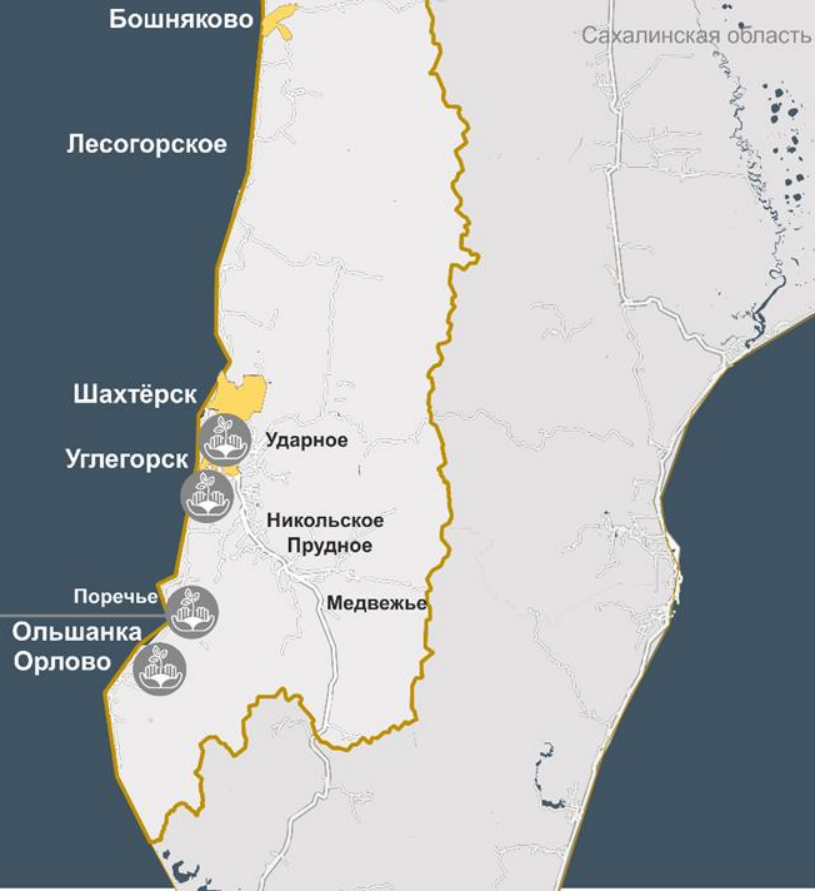 Бошняково
Сахалинская область
Лесогорское
Шахтёрск
Ударное
Углегорск
Никольское
Прудное
Поречье
Медвежье
Ольшанка
Орлово